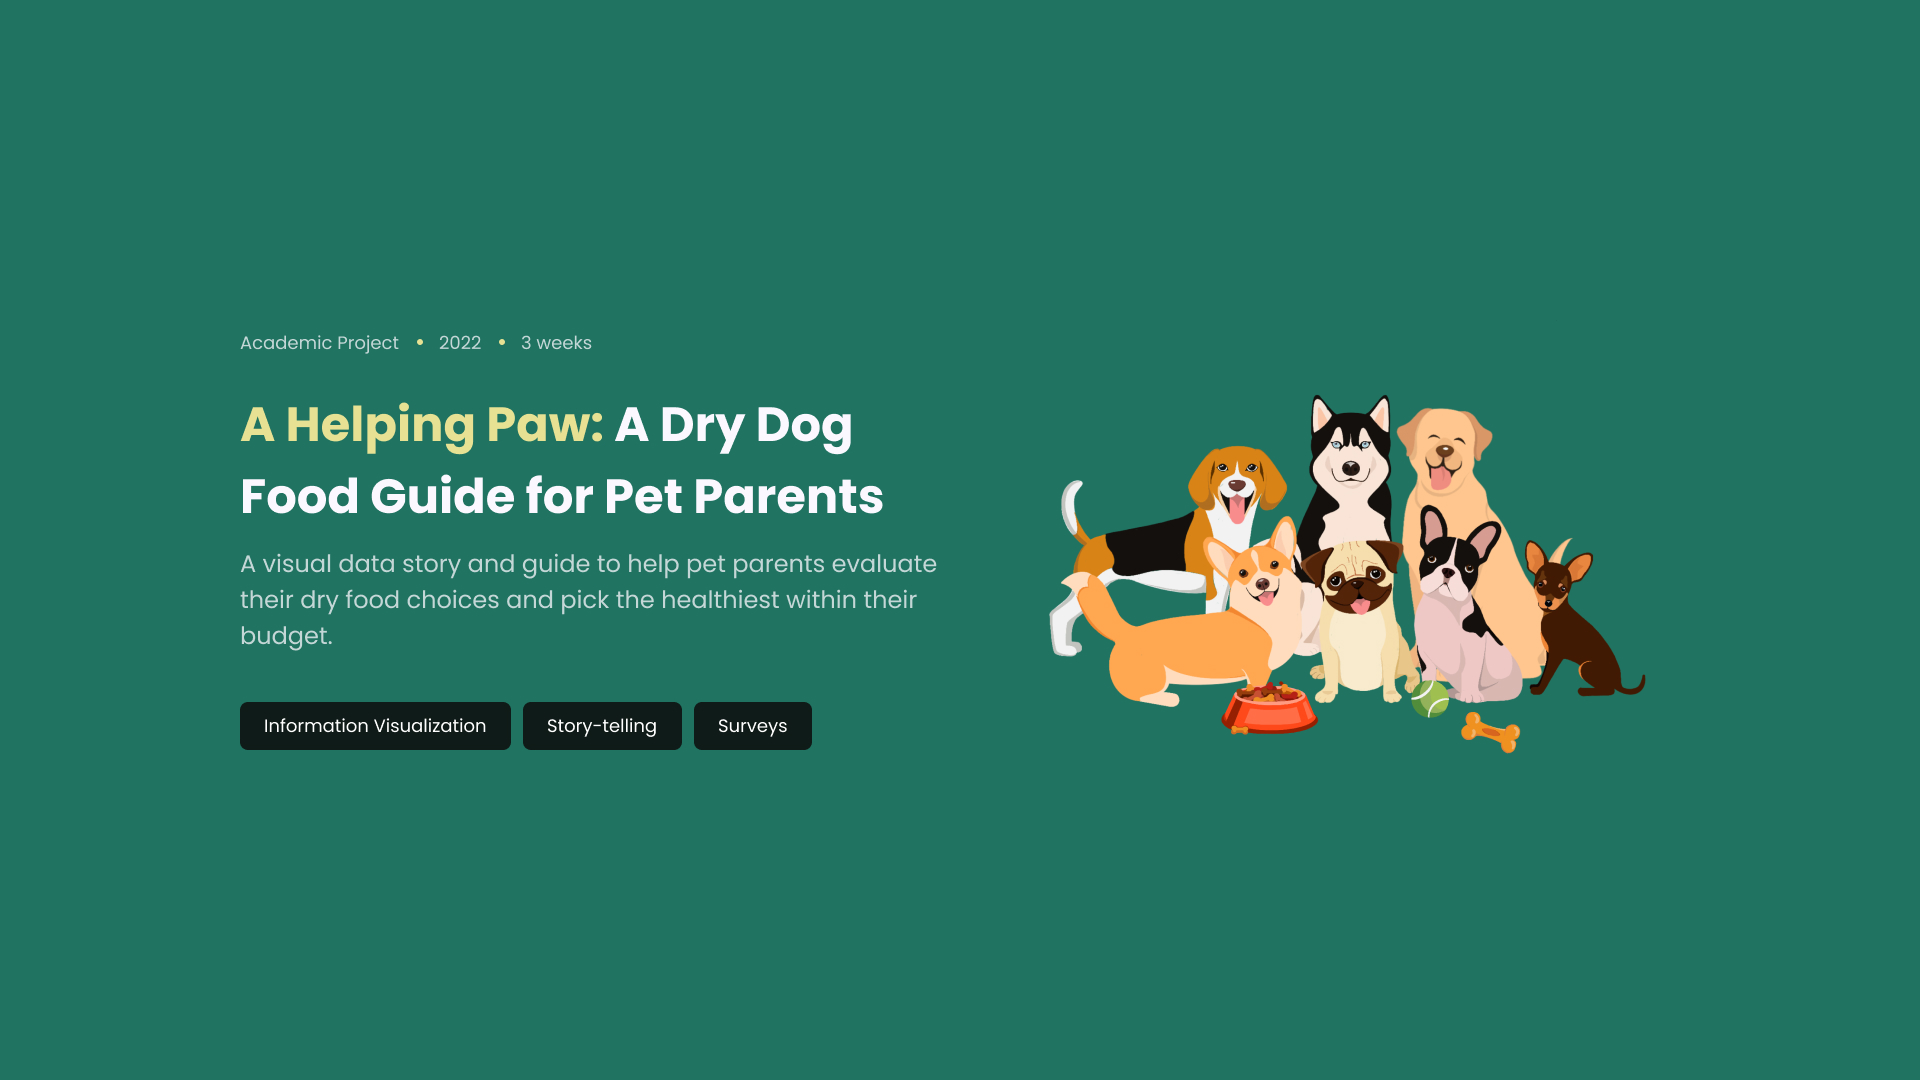 Academic Project • 2022 • 3 weeks
A Helping Paw: A Dry Dog
Food Guide for Pet Parents
A visual data story and guide to help pet parents evaluate
their dry food choices and pick the healthiest within their
budget.
Information Visualization Story-telling Surveys